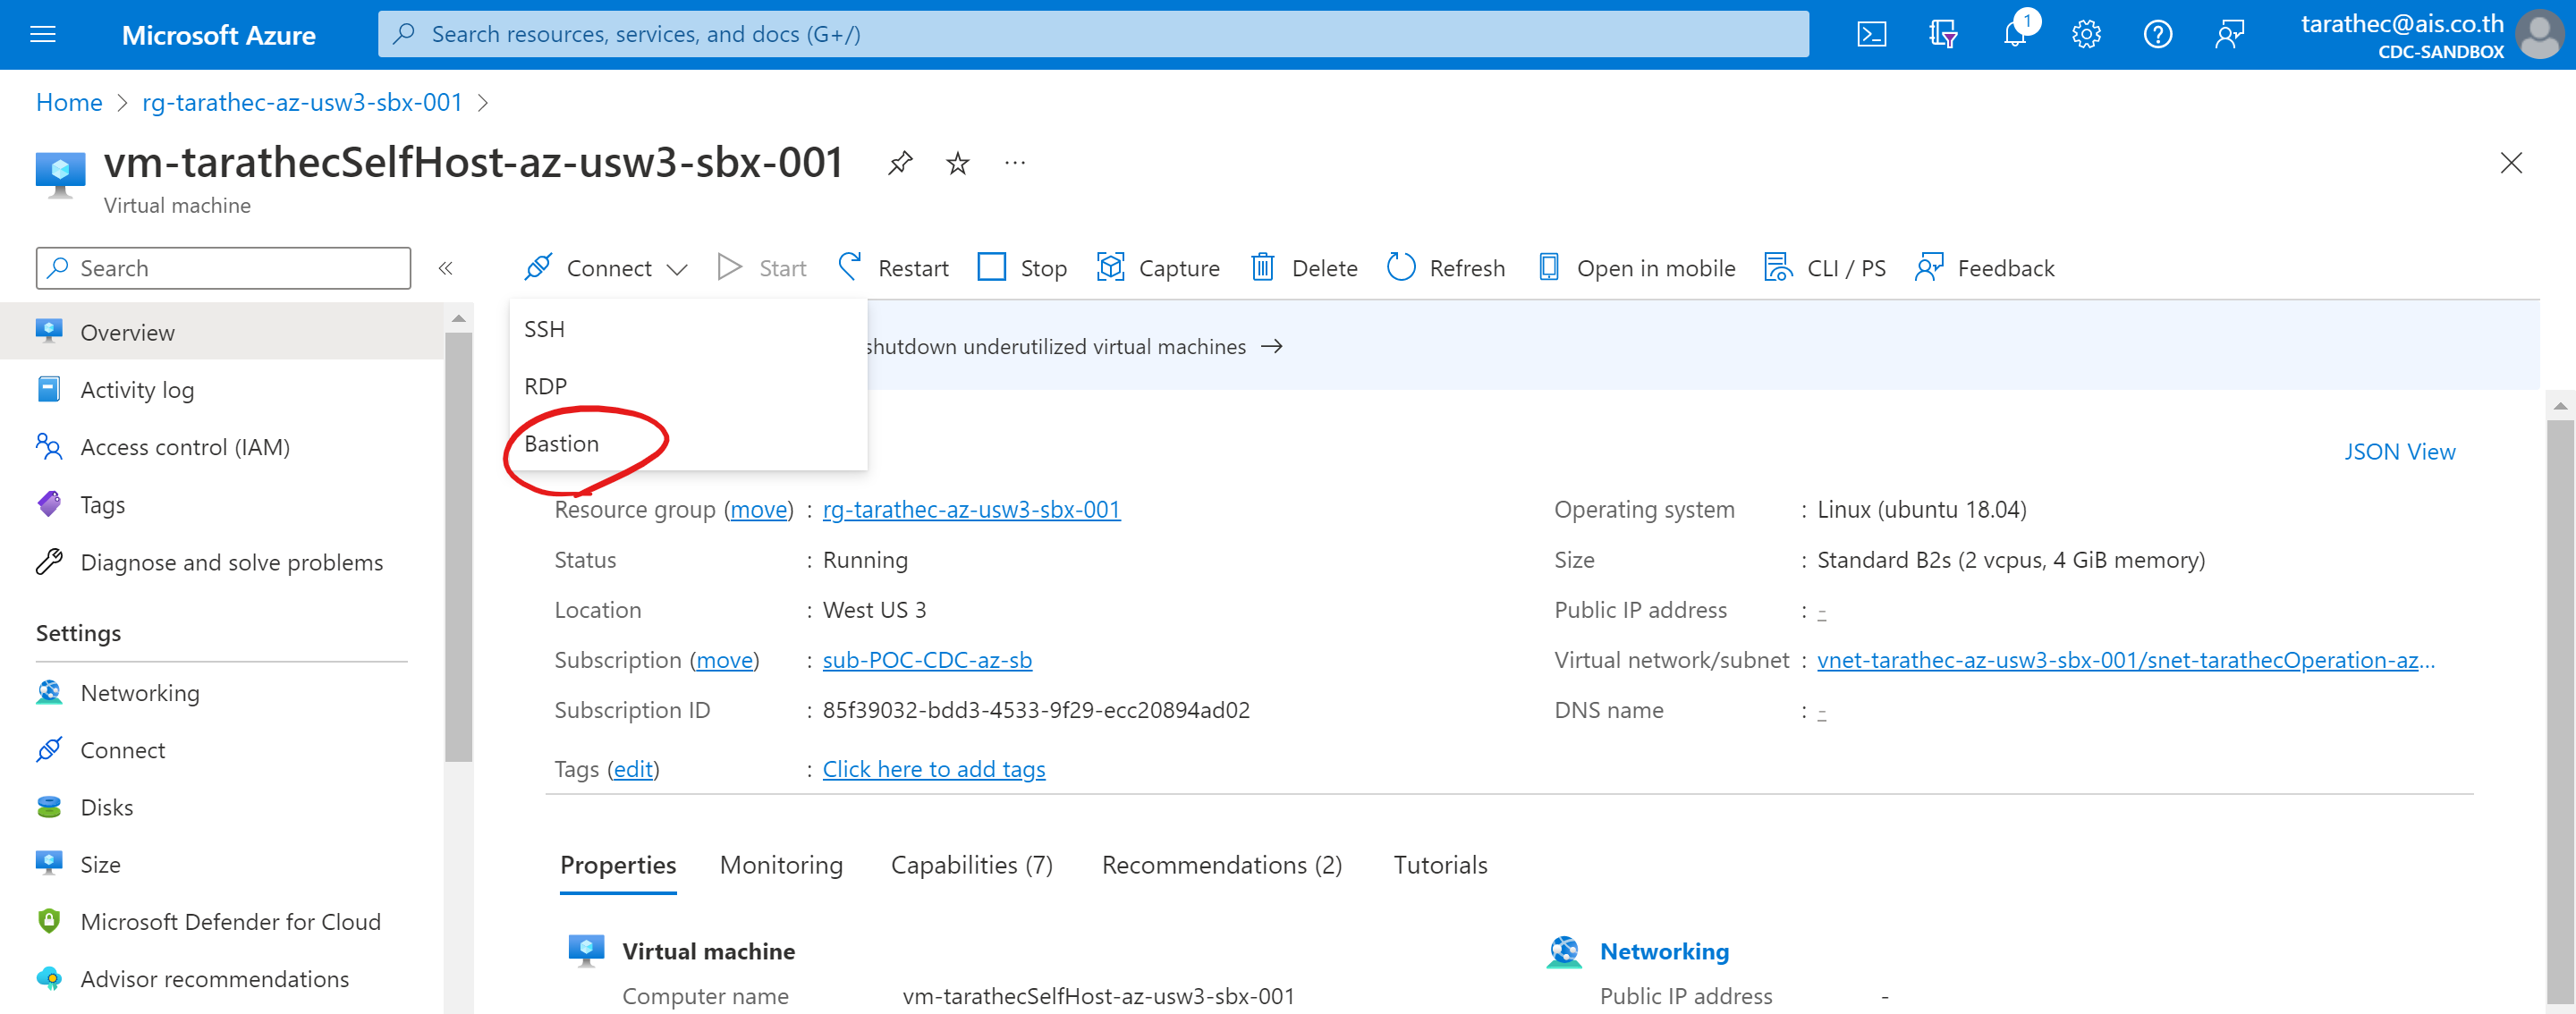 Microsoft Azure
Search resources, services, and docs (G+/)
1
tarathec@ais.co.th
CDC-SANDBOX
Home > rg-tarathec-az-usw3-sbx-001 >
vm-tarathecSelfHost-az-usw3-sbx-001
Virtual machine
Search
Connect
Start
Restart
Stop
Capture
Delete
Refresh
Open in mobile
CLI / PS
Feedback
SSH
RDP
Bastion
shutdown underutilized virtual machines →
Overview
Activity log
Access control (IAM)
Tags
Diagnose and solve problems
Settings
Networking
Connect
Disks
Size
Microsoft Defender for Cloud
Advisor recommendations
JSON View
Resource group (move) : rg-tarathec-az-usw3-sbx-001
Status : Running
Location : West US 3
Subscription (move) : sub-POC-CDC-az-sb
Subscription ID : 85f39032-bdd3-4533-9f29-ecc20894ad02
Tags (edit) : Click here to add tags
Operating system : Linux (ubuntu 18.04)
Size : Standard B2s (2 vcpus, 4 GiB memory)
Public IP address : -
Virtual network/subnet : vnet-tarathec-az-usw3-sbx-001/snet-tarathecOperation-az...
DNS name : -
Properties
Monitoring
Capabilities (7)
Recommendations (2)
Tutorials
Virtual machine
Computer name vm-tarathecSelfHost-az-usw3-sbx-001
Networking
Public IP address -